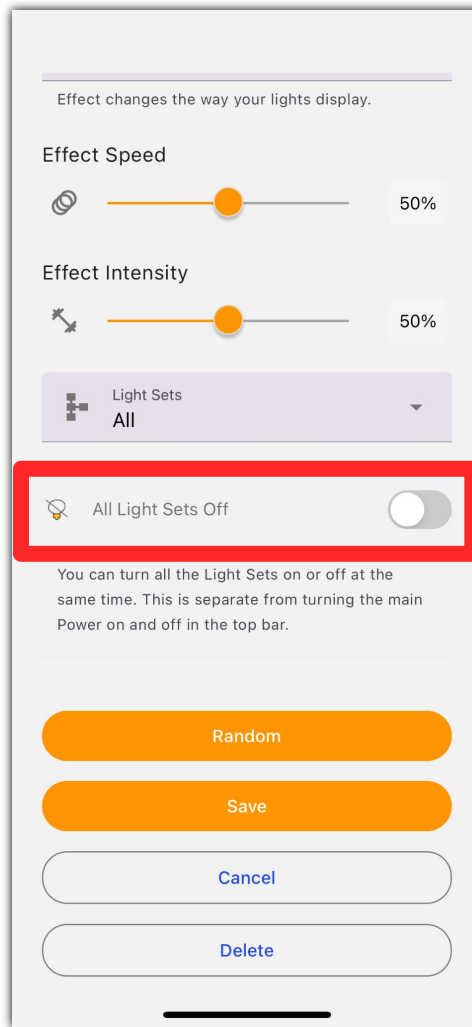 Effect changes the way your lights display.
Effect Speed
50%
Effect Intensity
50%
Light Sets
All
All Light Sets Off
You can turn all the Light Sets on or off at the
same time. This is separate from turning the main
Power on and off in the top bar.
Random
Save
Cancel
Delete